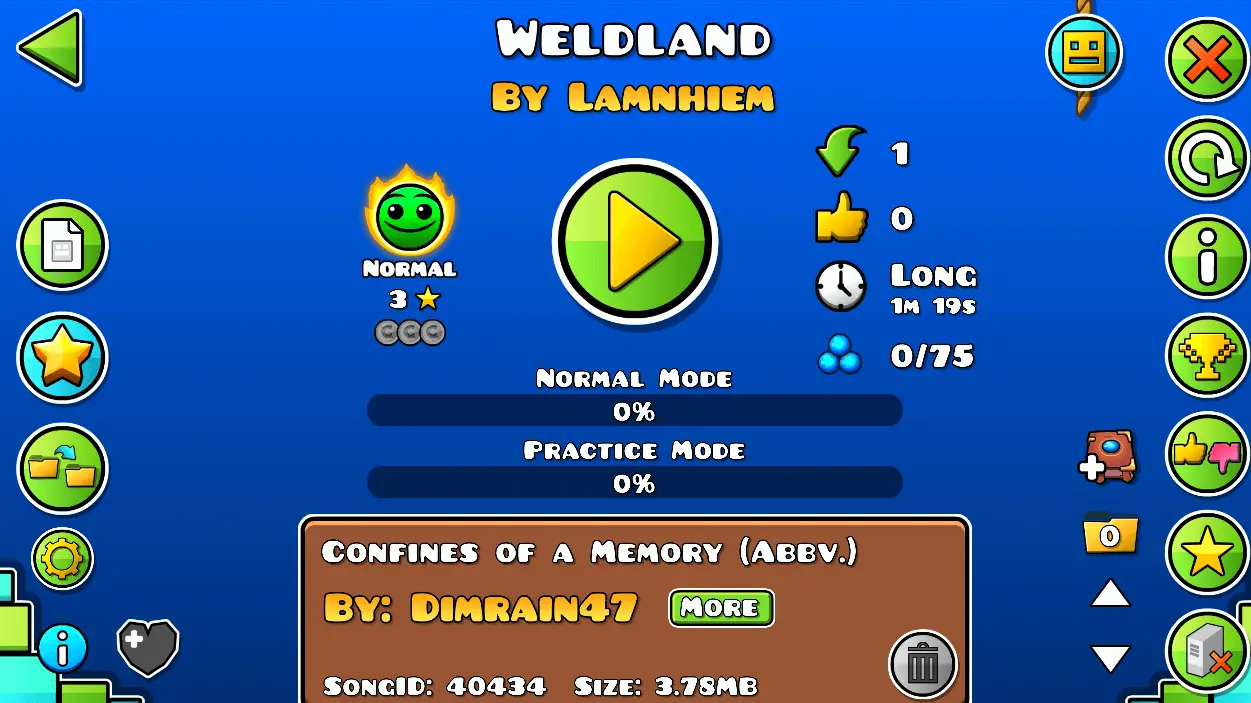 Weldland
By Lamnhiem
1
Normal
0
3
Long
1m 19s
0/75
Normal Mode
0%
Practice Mode
0%
Confines of a Memory (Abbv.)
By: Dimrain47 More
0
SongID: 40434 Size: 3.78MB